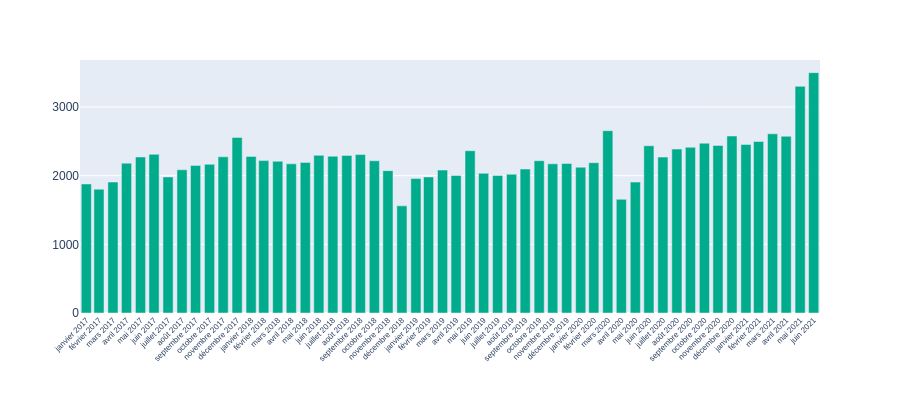 3000
2000
1000
0
janvier 2017
février 2017
mars 2017
avril 2017
mai 2017
juin 2017
juillet 2017
août 2017
septembre 2017
octobre 2017
novembre 2017
décembre 2017
janvier 2018
février 2018
mars 2018
avril 2018
mai 2018
juin 2018
juillet 2018
août 2018
septembre 2018
octobre 2018
novembre 2018
décembre 2018
janvier 2019
février 2019
mars 2019
avril 2019
mai 2019
juin 2019
juillet 2019
août 2019
septembre 2019
octobre 2019
novembre 2019
décembre 2019
janvier 2020
février 2020
mars 2020
avril 2020
mai 2020
juin 2020
juillet 2020
août 2020
septembre 2020
octobre 2020
novembre 2020
décembre 2020
janvier 2021
février 2021
mars 2021
avril 2021
mai 2021
juin 2021